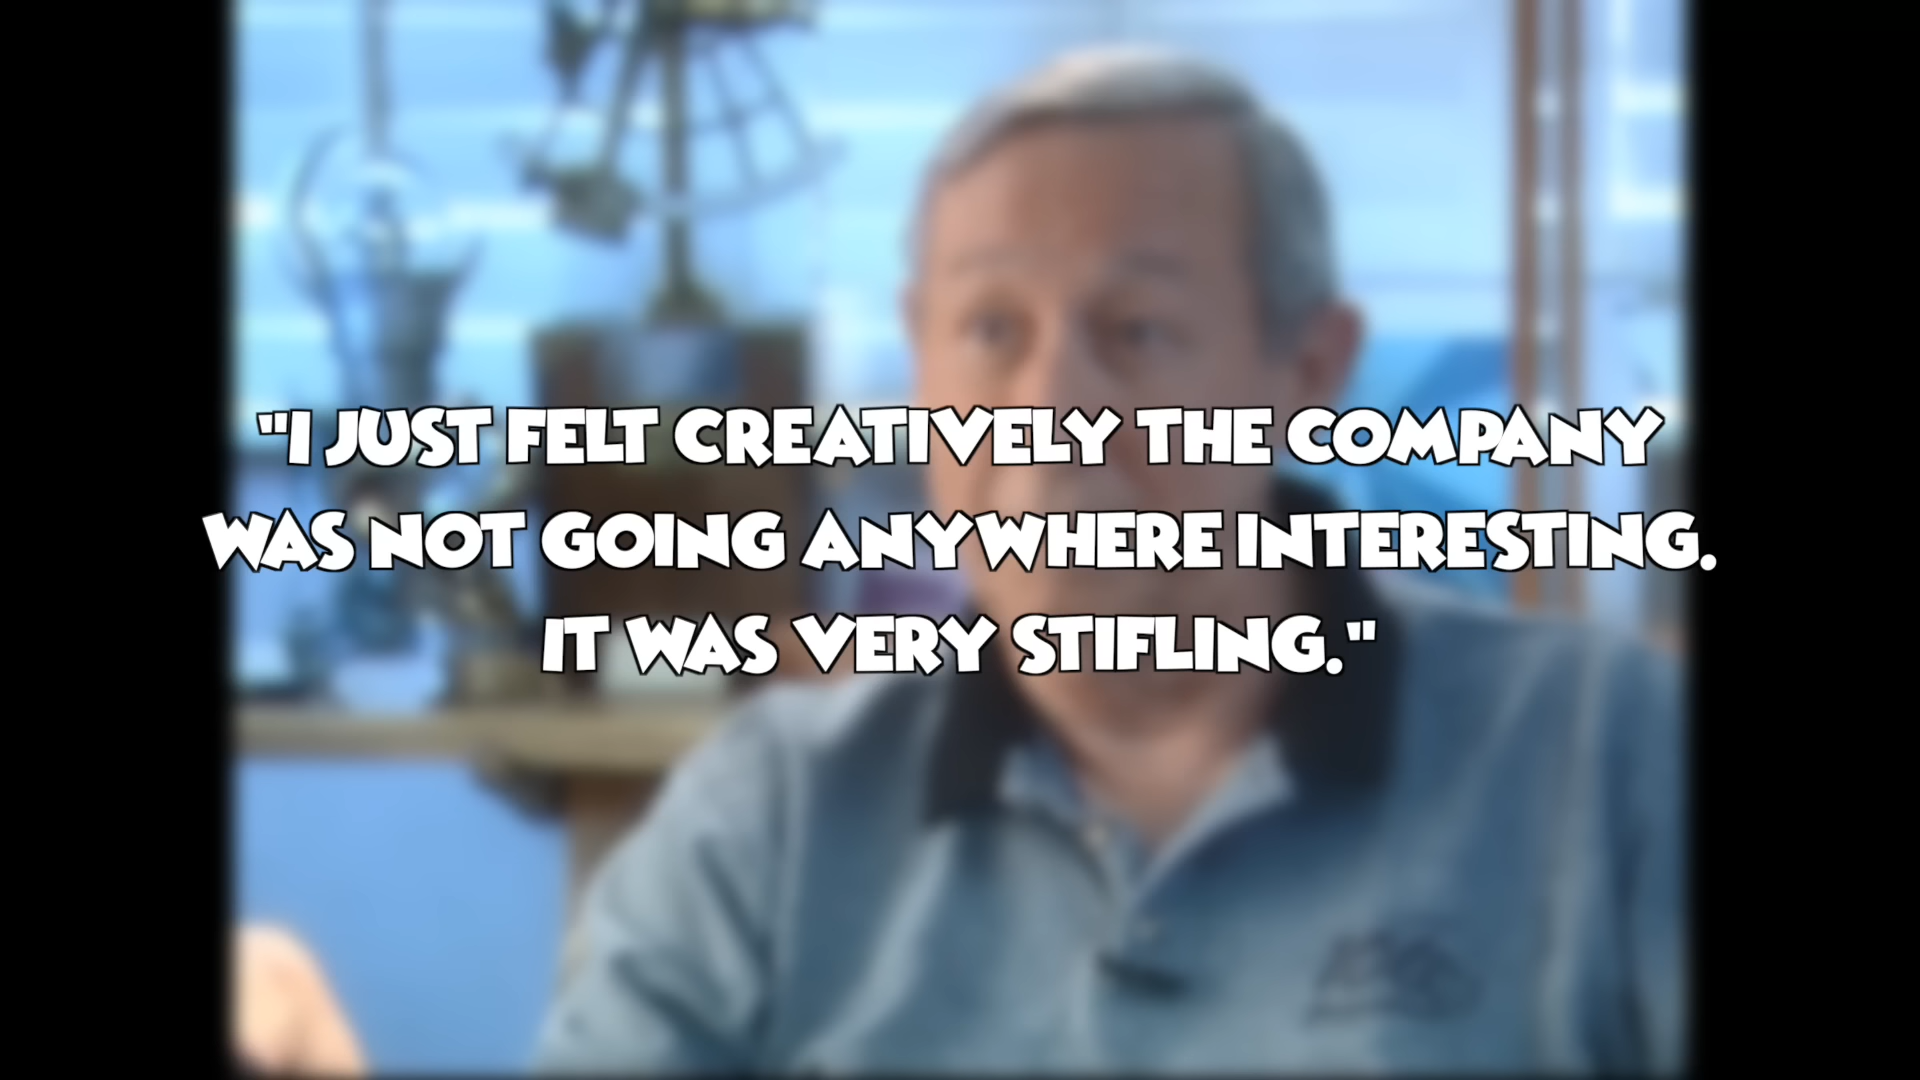 "I JUST FELT CREATIVELY THE COMPANY
WAS NOT GOING ANYWHERE INTERESTING.
IT WAS VERY STIFLING."